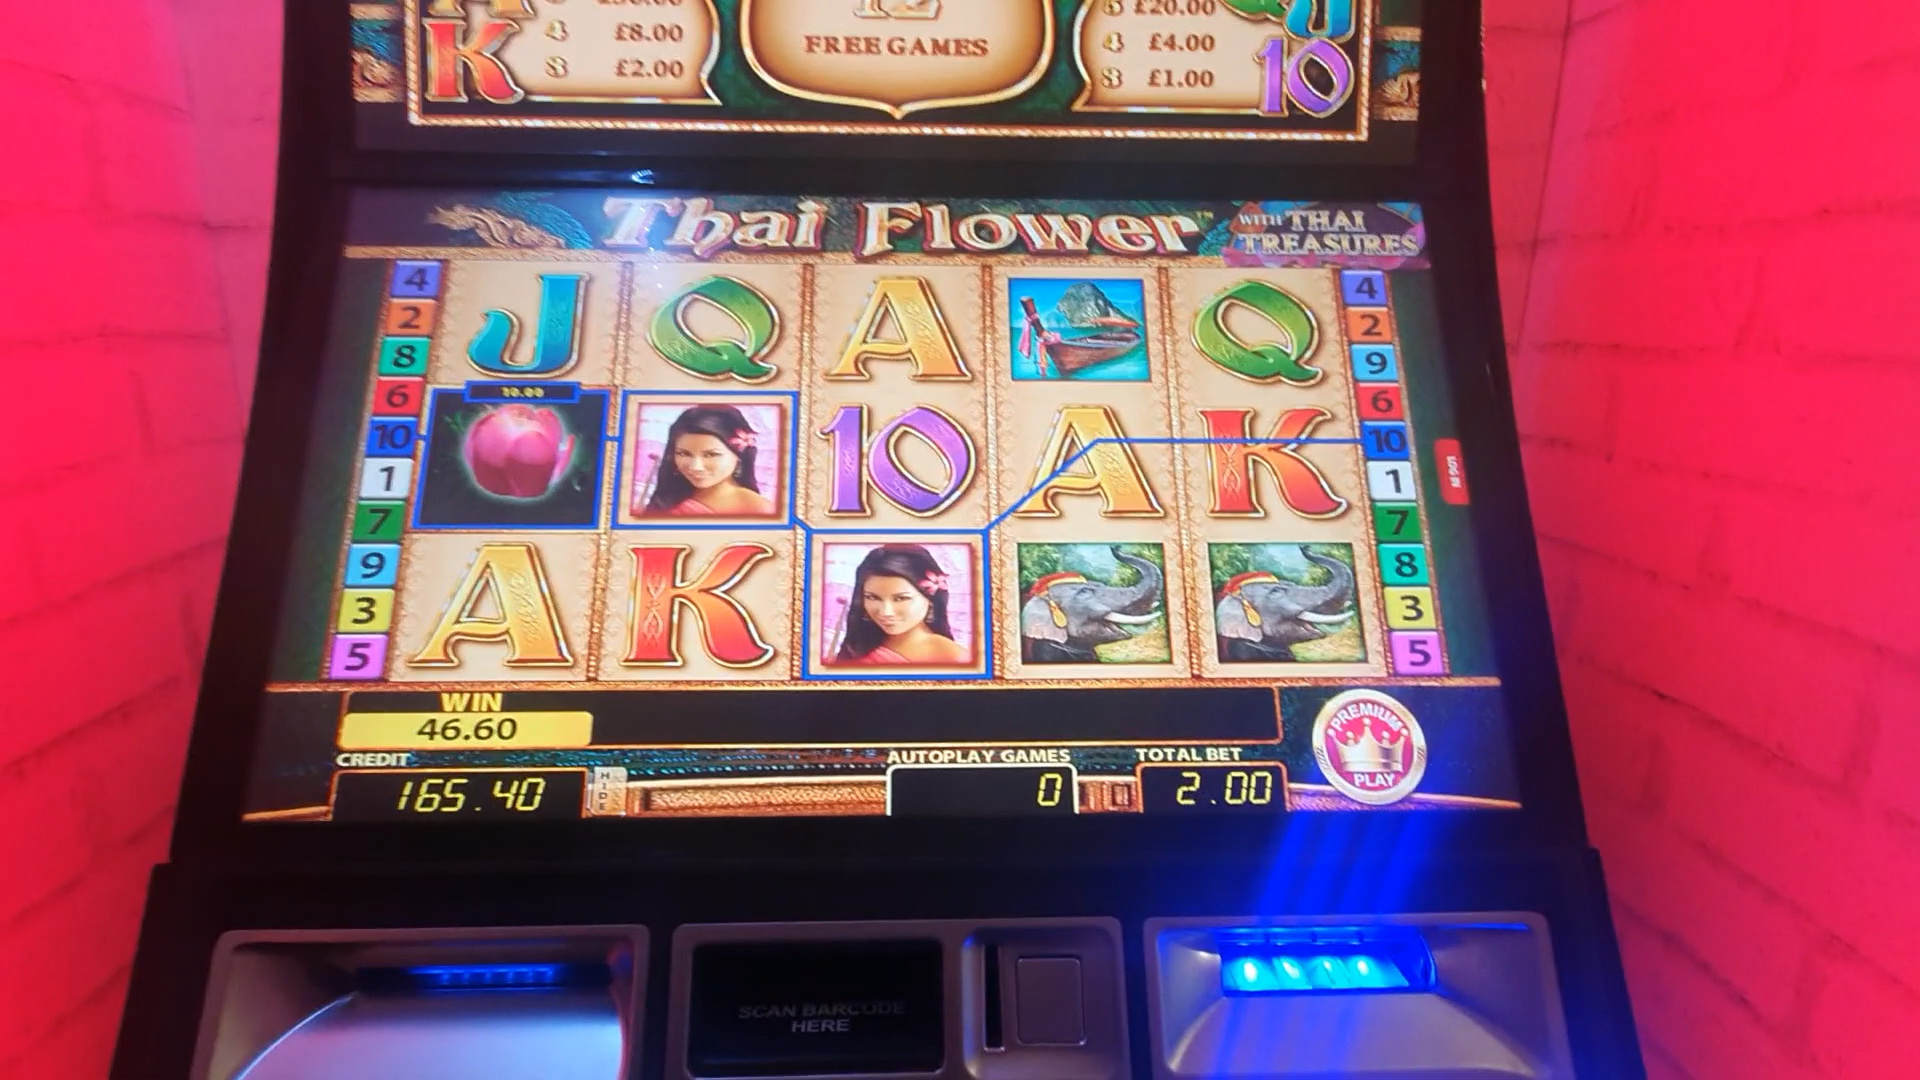 4 £8.00
3 £2.00
K
12
FREE GAMES
5 £20.00
4 £4.00
3 £1.00
10
Thai Flower™
WITH THAI
TREASURES
4
2
8
6
10
1
7
9
3
5
J Q A Q
10.00
10 A K
A K
4
2
9
6
10
1
7
8
3
5
WIN
46.60
CREDIT
165.40
HIDE
AUTOPLAY GAMES
0
TOTAL BET
2.00
PREMIUM
PLAY
SCAN BARCODE
HERE